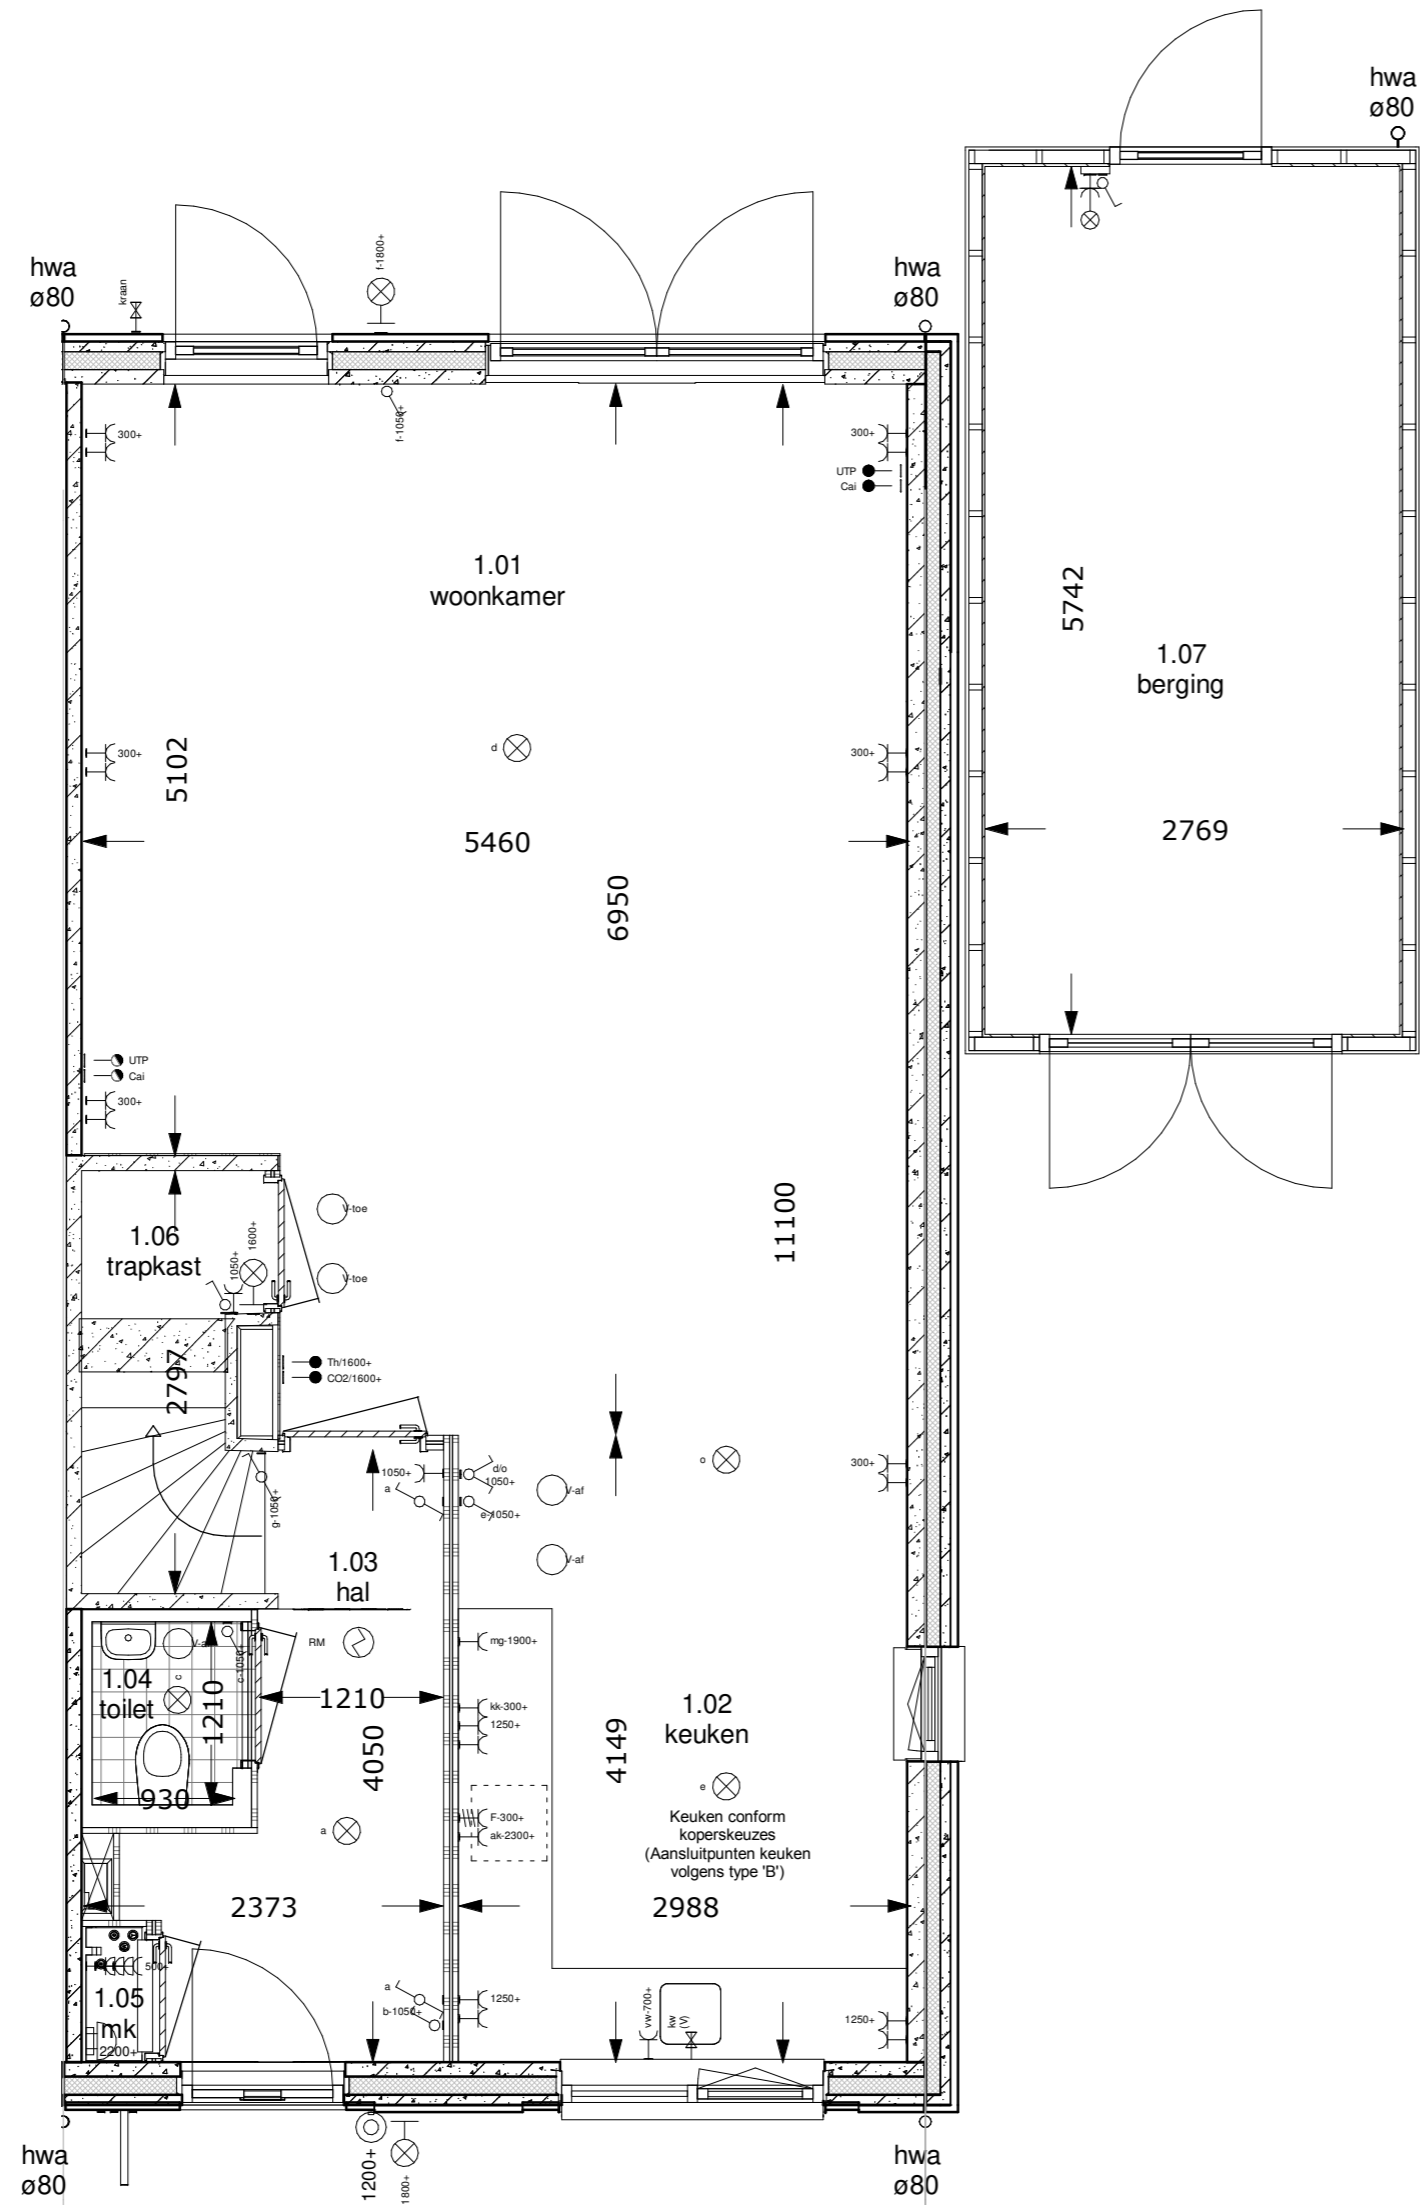 hwa
ø80
hwa
ø80
kraan
f-1800+
hwa
ø80
f-1050+
300+
300+
UTP
Cai
1.01
woonkamer
5742
1.07
berging
300+
5102
d
300+
5460
2769
6950
UTP
Cai
300+
11100
1.06
trapkast
1050+
1600+
V-toe
V-toe
2797
Th/1600+
CO2/1600+
g-1050+
1050+
a
d/o
1050+
e-1050+
V-af
V-af
o
300+
1.03
hal
RM
mg-1900+
1.04
toilet
c
c-1050+
1210
1210
930
4050
kk-300+
1250+
4149
1.02
keuken
e
Keuken conform
koperskeuzes
(Aansluitpunten keuken
volgens type 'B')
F-300+
ak-2300+
a
2373
2988
500+
1.05
mk
2200+
a
b-1050+
1250+
vw-700+
kw
(V)
1250+
hwa
ø80
1200+
1800+
hwa
ø80